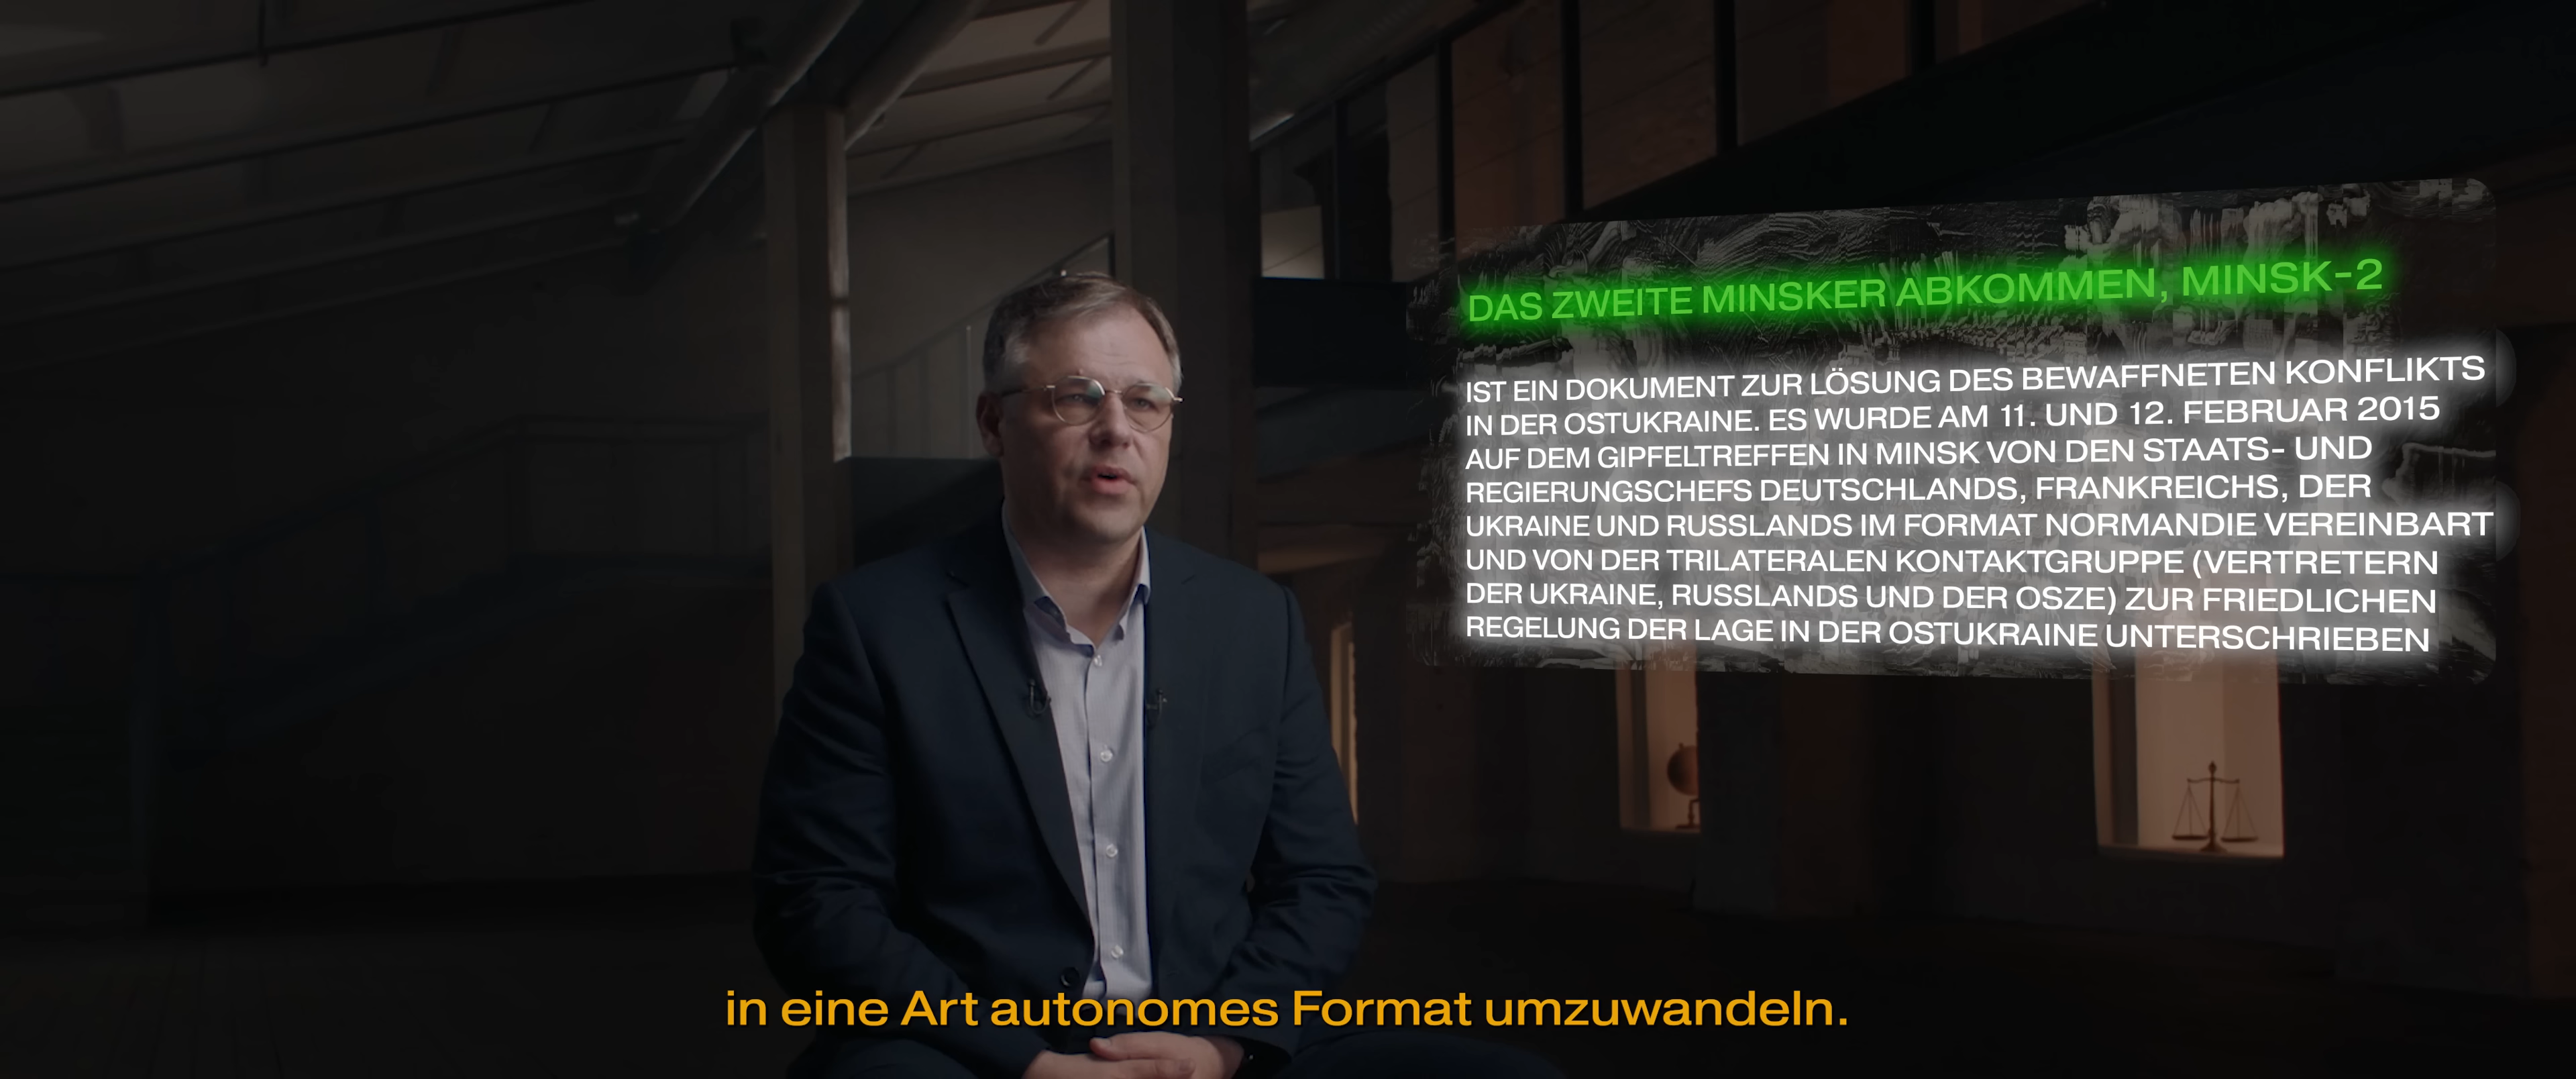 DAS ZWEITE MINSKER ABKOMMEN, MINSK-2
IST EIN DOKUMENT ZUR LÖSUNG DES BEWAFFNETEN KONFLIKTS
IN DER OSTUKRAINE. ES WURDE AM 11. UND 12. FEBRUAR 2015
AUF DEM GIPFELTREFFEN IN MINSK VON DEN STAATS- UND
REGIERUNGSCHEFS DEUTSCHLANDS, FRANKREICHS, DER
UKRAINE UND RUSSLANDS IM FORMAT NORMANDIE VEREINBART
UND VON DER TRILATERALEN KONTAKTGRUPPE (VERTRETERN
DER UKRAINE, RUSSLANDS UND DER OSZE) ZUR FRIEDLICHEN
REGELUNG DER LAGE IN DER OSTUKRAINE UNTERSCHRIEBEN
in eine Art autonomes Format umzuwandeln.